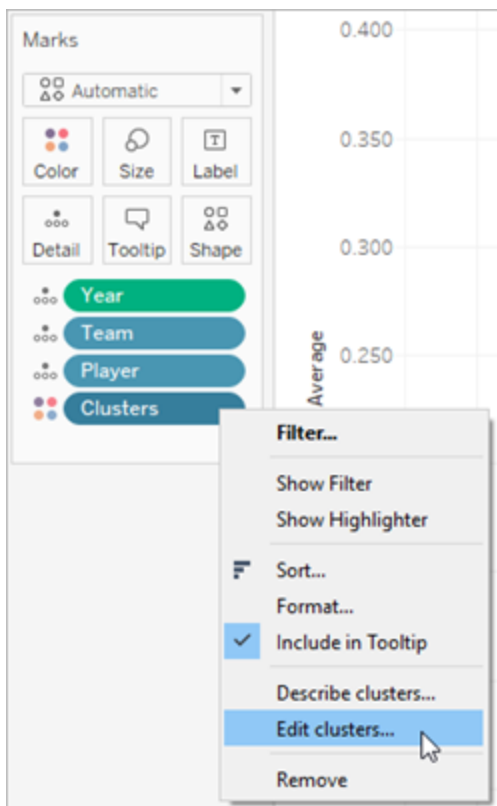 Marks
Automatic
Color Size Label
T
Detail Tooltip Shape
Year
Team
Player
Clusters
0.400
0.350
0.300
0.250
Average
Filter...
Show Filter
Show Highlighter
Sort...
Format...
Include in Tooltip
Describe clusters...
Edit clusters...
Remove